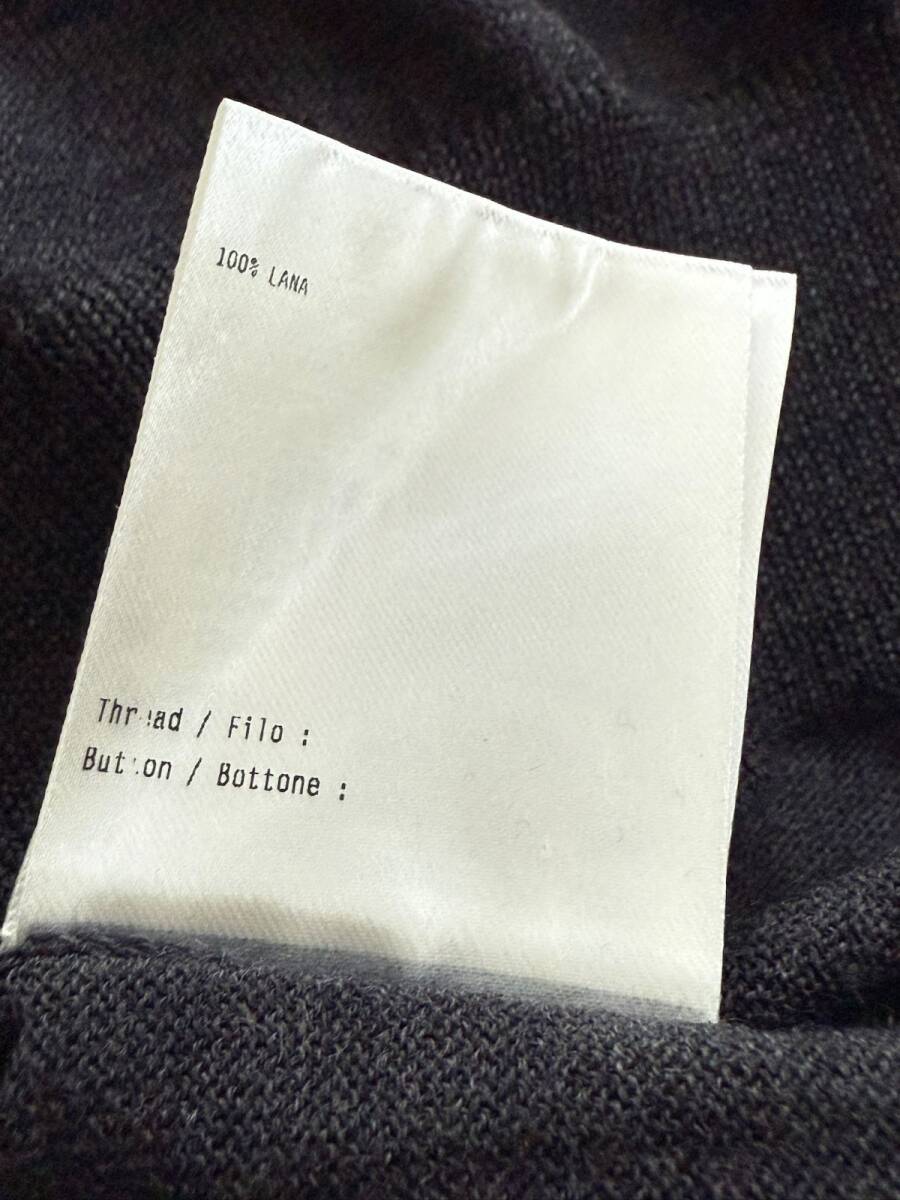 100% LANA
Thread / Filo :
Button / Bottone :